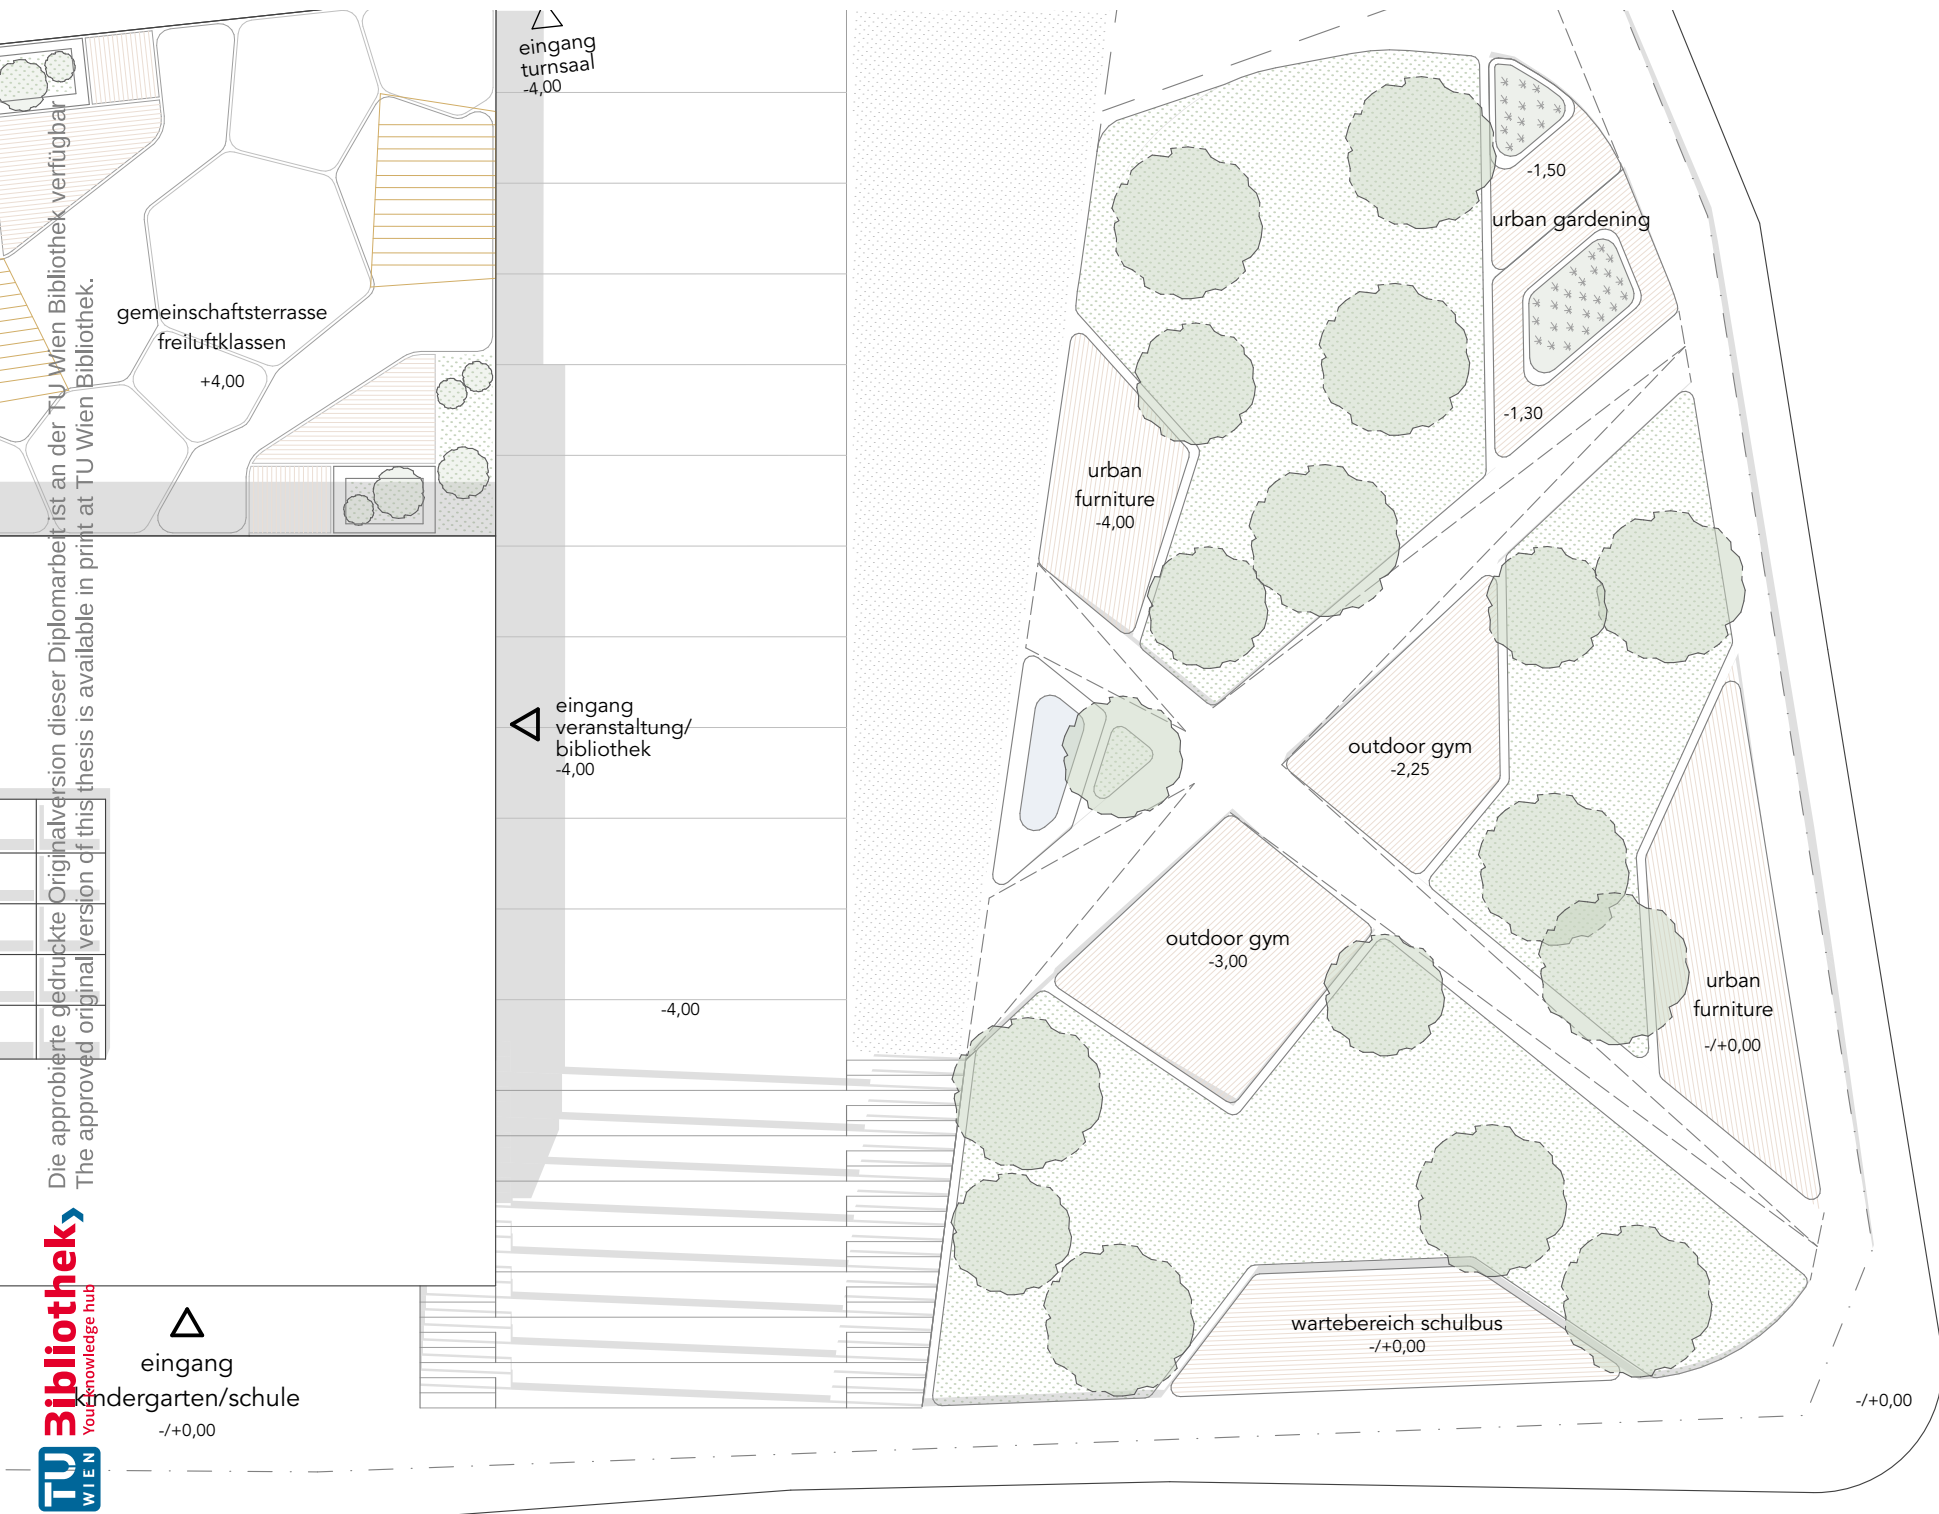 eingang
turnsaal
-4,00
-1,50
urban gardening
-1,30
gemeinschaftsterrasse
freiluftklassen
+4,00
urban
furniture
-4,00
eingang
veranstaltung/
bibliothek
-4,00
outdoor gym
-2,25
outdoor gym
-3,00
urban
furniture
-/+0,00
-4,00
wartebereich schulbus
-/+0,00
-/+0,00
eingang
kindergarten/schule
-/+0,00
Die approbierte gedruckte Originalversion dieser Diplomarbeit ist an der TU Wien Bibliothek verfügbar
The approved original version of this thesis is available in print at TU Wien Bibliothek.
Bibliothek
Your knowledge hub
TU
WIEN